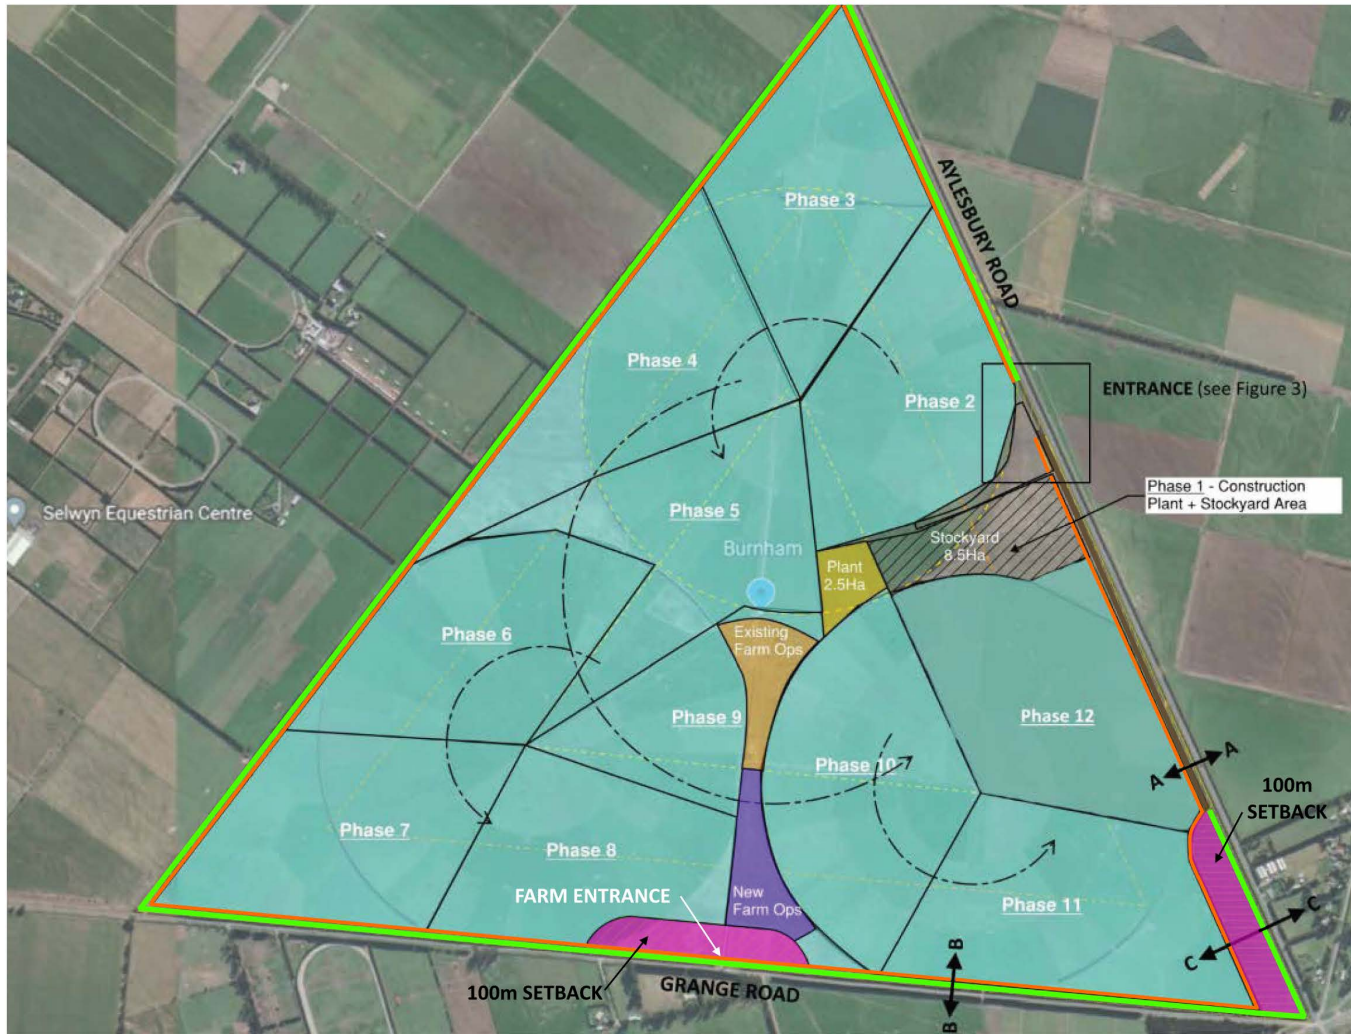 AYLESBURY ROAD
Phase 3
Phase 4
Phase 2
ENTRANCE (see Figure 3)
Phase 1 - Construction
Plant + Stockyard Area
Selwyn Equestrian Centre
Phase 5
Burnham
Stockyard
8.5Ha
Plant
2.5Ha
Phase 6
Existing
Farm Ops
Phase 9
Phase 12
Phase 10
A
A
100m
SETBACK
Phase 7
Phase 8
FARM ENTRANCE
New
Farm Ops
Phase 11
C
C
B
B
100m SETBACK
GRANGE ROAD